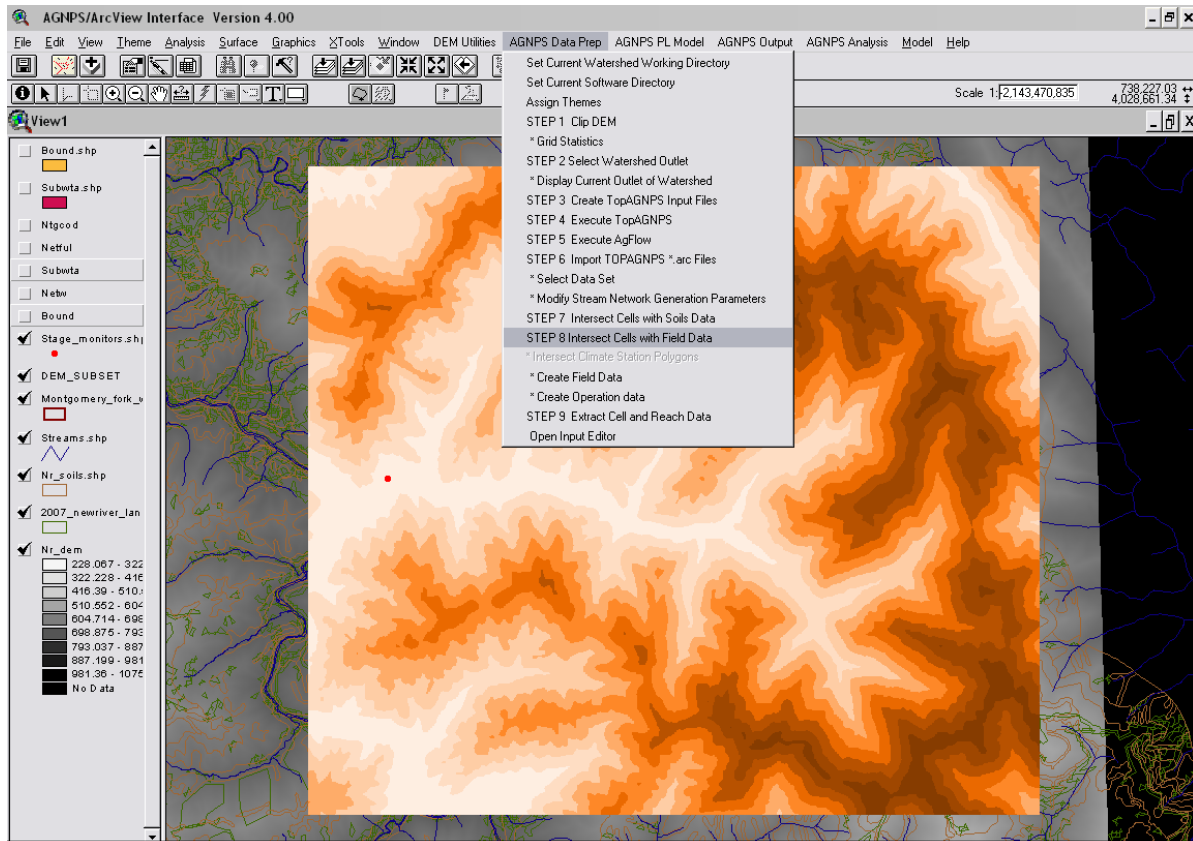 AGNPS/ArcView Interface Version 4.00
File Edit View Theme Analysis Surface Graphics XTools Window DEM Utilities AGNPS Data Prep AGNPS PL Model AGNPS Output AGNPS Analysis Model Help
Scale 1: -2,143,470,835
738,227.03
4,028,661.34
View1
Set Current Watershed Working Directory
Set Current Software Directory
Assign Themes
STEP 1 Clip DEM
* Grid Statistics
STEP 2 Select Watershed Outlet
* Display Current Outlet of Watershed
STEP 3 Create TopAGNPS Input Files
STEP 4 Execute TopAGNPS
STEP 5 Execute AgFlow
STEP 6 Import TOPAGNPS *.arc Files
* Select Data Set
* Modify Stream Network Generation Parameters
STEP 7 Intersect Cells with Soils Data
STEP 8 Intersect Cells with Field Data
* Intersect Climate Station Polygons
* Create Field Data
* Create Operation data
STEP 9 Extract Cell and Reach Data
Open Input Editor
Bound.shp
Subwta.shp
Ntgcod
Netful
Subwta
Netw
Bound
Stage_monitors.shp
DEM_SUBSET
Montgomery_fork_w
Streams.shp
Nr_soils.shp
2007_newriver_lan
Nr_dem
228.067 - 322
322.228 - 416
416.39 - 510.
510.552 - 604
604.714 - 698
698.875 - 793
793.037 - 887
887.199 - 981
981.36 - 1075
No Data